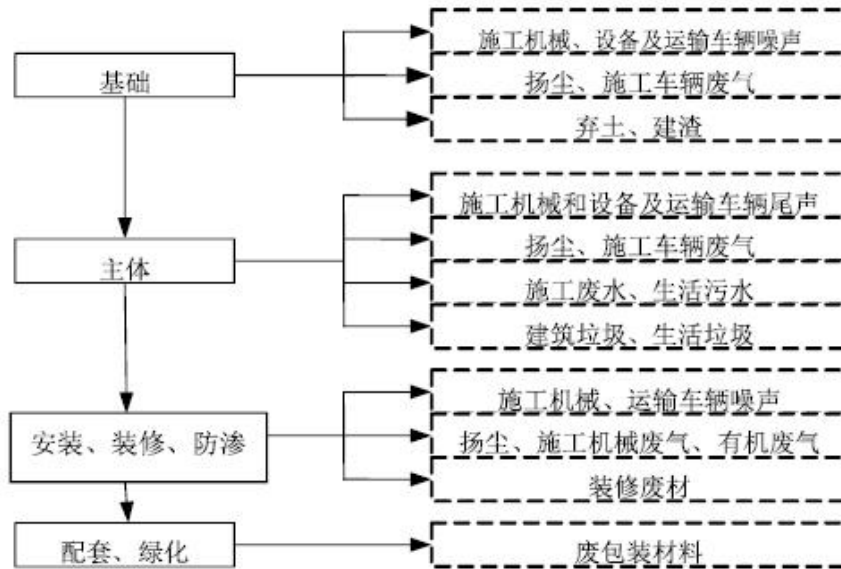 施工机械、设备及运输车辆噪声
基础
扬尘、施工车辆废气
弃土、建渣
施工机械和设备及运输车辆尾声
主体
扬尘、施工车辆废气
施工废水、生活污水
建筑垃圾、生活垃圾
施工机械、运输车辆噪声
安装、装修、防渗
扬尘、施工机械废气、有机废气
装修废材
配套、绿化
废包装材料